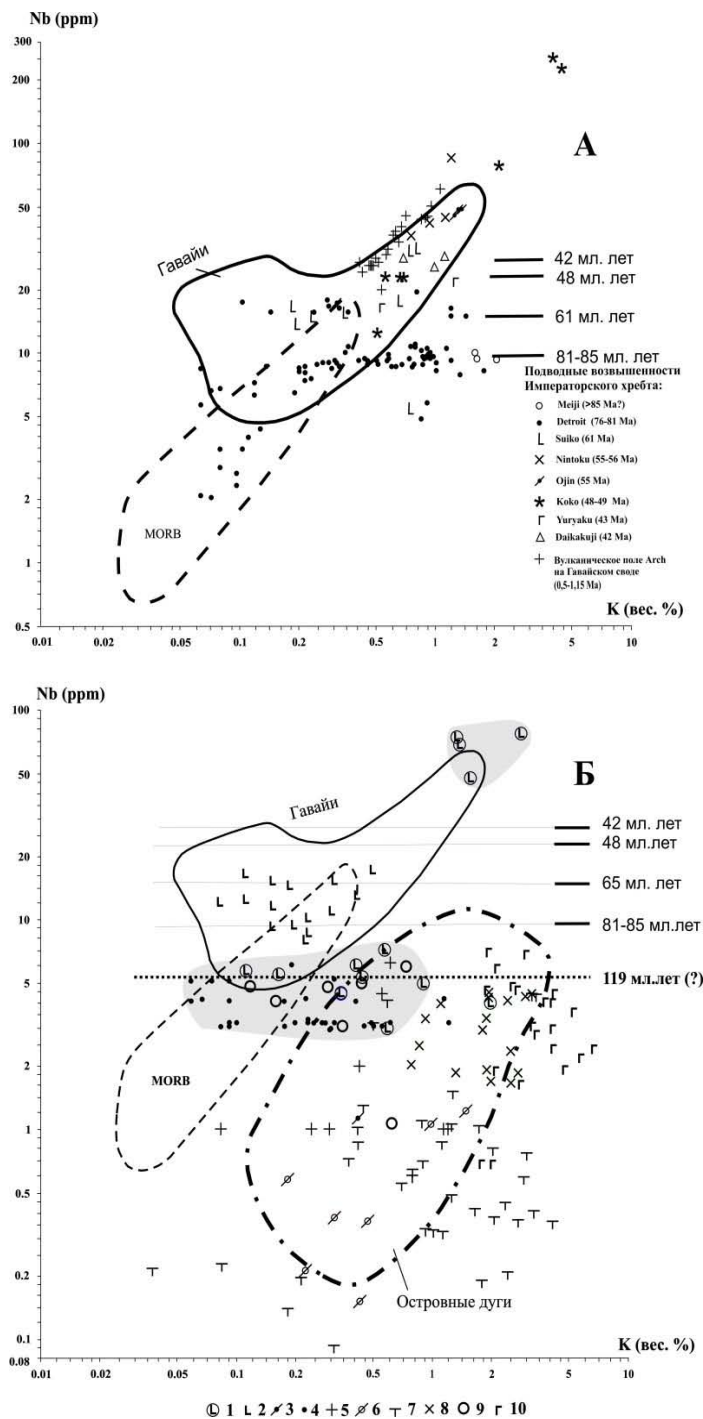 Nb (ppm)
300
200
100
50
20
10
5
2
1
0.5
А
Гавайи
MORB
42 мл. лет
48 мл. лет
61 мл. лет
81-85 мл. лет
Подводные возвышенности
Императорского хребта:
Meiji (>85 Ma?)
Detroit (76-81 Ma)
Suiko (61 Ma)
Nintoku (55-56 Ma)
Ojin (55 Ma)
Koko (48-49 Ma)
Yuryaku (43 Ma)
Daikakuji (42 Ma)
Вулканическое поле Arch
на Гавайском своде
(0,5-1,15 Ma)
K (вес. %)
0.01 0.02 0.05 0.1 0.2 0.5 1 2 5 10
Nb (ppm)
100
50
20
10
5
2
1
0.5
0.2
0.1
0.08
Б
Гавайи
MORB
42 мл. лет
48 мл.лет
65 мл. лет
81-85 мл.лет
119 мл.лет (?)
Островные дуги
K (вес. %)
0.01 0.02 0.05 0.1 0.2 0.5 1 2 5 10
1 2 3 4 5 6 7 8 9 10